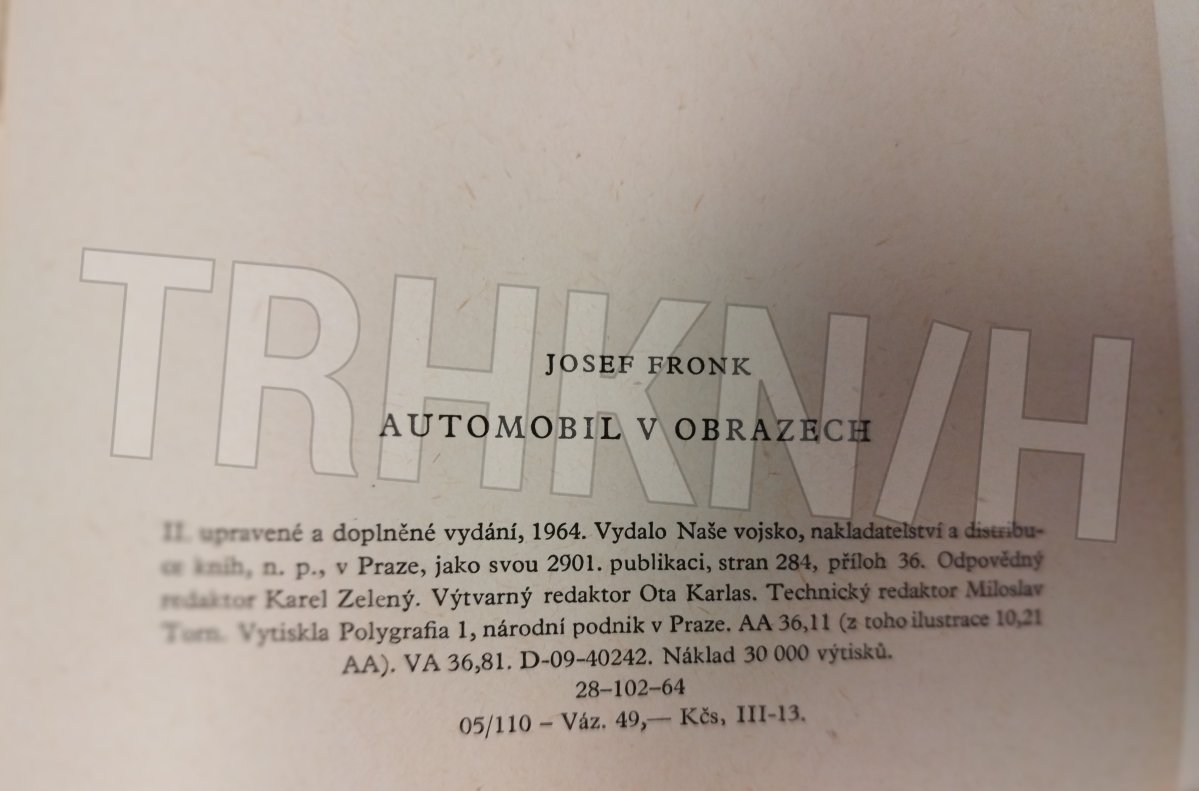 TRHKNIH
JOSEF FRONK
AUTOMOBIL V OBRAZECH
II. upravené a doplněné vydání, 1964. Vydalo Naše vojsko, nakladatelství a distribu-
ce knih, n. p., v Praze, jako svou 2901. publikaci, stran 284, příloh 36. Odpovědný
redaktor Karel Zelený. Výtvarný redaktor Ota Karlas. Technický redaktor Miloslav
Vytiskla Polygrafia 1, národní podnik v Praze. AA 36,11 (z toho ilustrace 10,21
AA). VA 36,81. D-09-40242. Náklad 30 000 výtisků.
28-102-64
05/110 – Váz. 49,— Kčs, III-13.